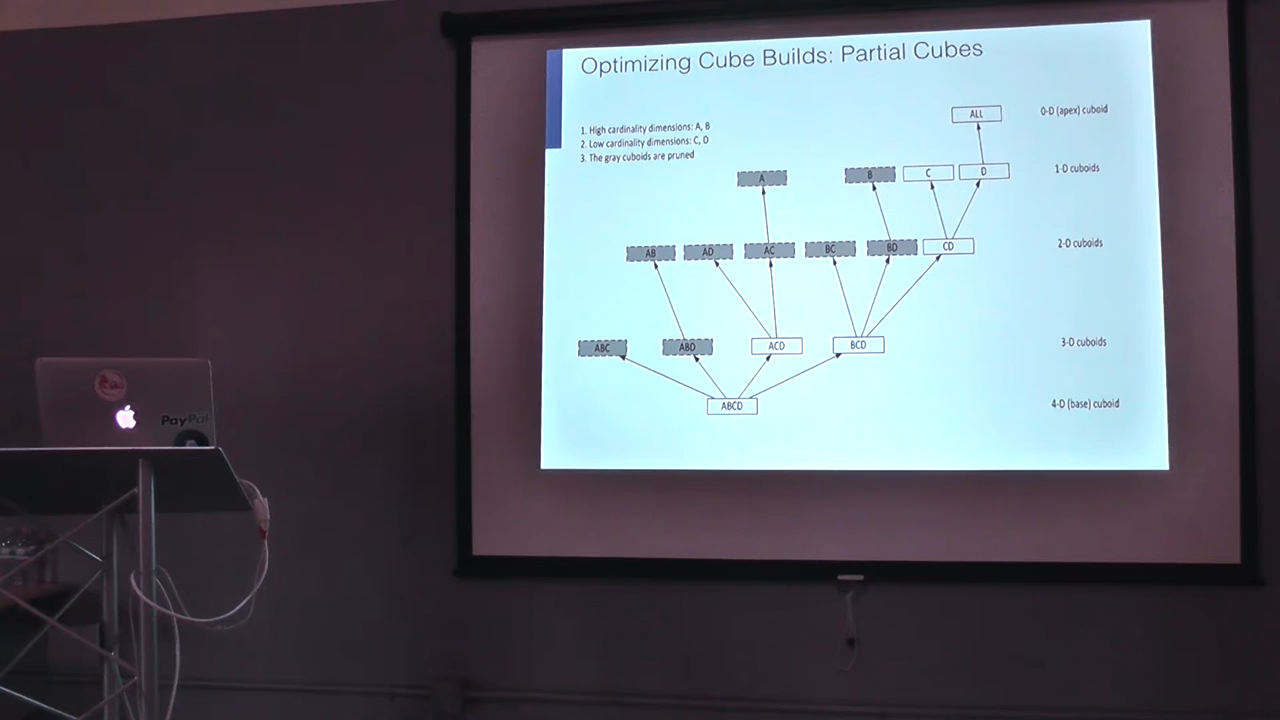 Optimizing Cube Builds: Partial Cubes
1. High cardinality dimensions: A, B
2. Low cardinality dimensions: C, D
3. The gray cuboids are pruned
ALL
0-D (apex) cuboid
A
B
C
D
1-D cuboids
AB
AD
AC
BC
BD
CD
2-D cuboids
ABC
ABD
ACD
BCD
3-D cuboids
ABCD
4-D (base) cuboid
PayPal